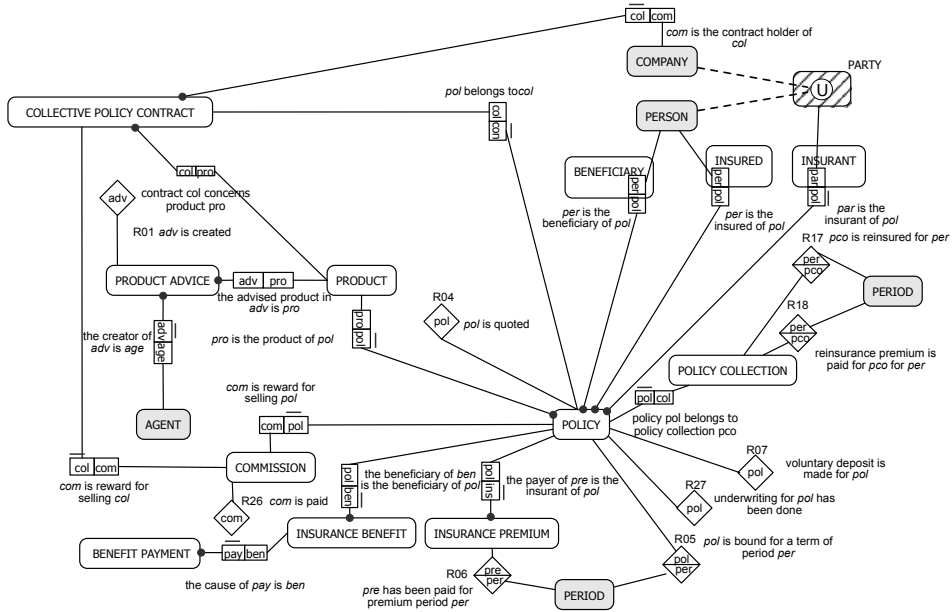 col com
com is the contract holder of
col
COMPANY
PARTY
U
COLLECTIVE POLICY CONTRACT
pol belongs tocol
col
con
PERSON
BENEFICIARY
INSURED
INSURANT
per pol
per pol
par pol
col pro
contract col concerns
product pro
adv
R01 adv is created
per is the
beneficiary of pol
per is the
insured of pol
par is the
insurant of pol
R17 pco is reinsured for per
per
pco
PERIOD
PRODUCT ADVICE
adv pro
PRODUCT
the advised product in
adv is pro
R04
pol
pol is quoted
R18
per
pco
reinsurance premium is
paid for pco for per
the creator of
adv is age
adv age
pro pol
pro is the product of pol
POLICY COLLECTION
com is reward for
selling pol
pol col
AGENT
com pol
POLICY
policy pol belongs to
policy collection pco
col com
COMMISSION
com is reward for
selling col
pol ben
the beneficiary of ben
is the beneficiary of pol
pol ins
the payer of pre is the
insurant of pol
R07
pol
voluntary deposit is
made for pol
R27
pol
underwriting for pol has
been done
R26 com is paid
com
INSURANCE BENEFIT
INSURANCE PREMIUM
R05 pol is bound for a term of
period per
pol
per
BENEFIT PAYMENT
pay ben
the cause of pay is ben
R06
pre
per
pre has been paid for
premium period per
PERIOD